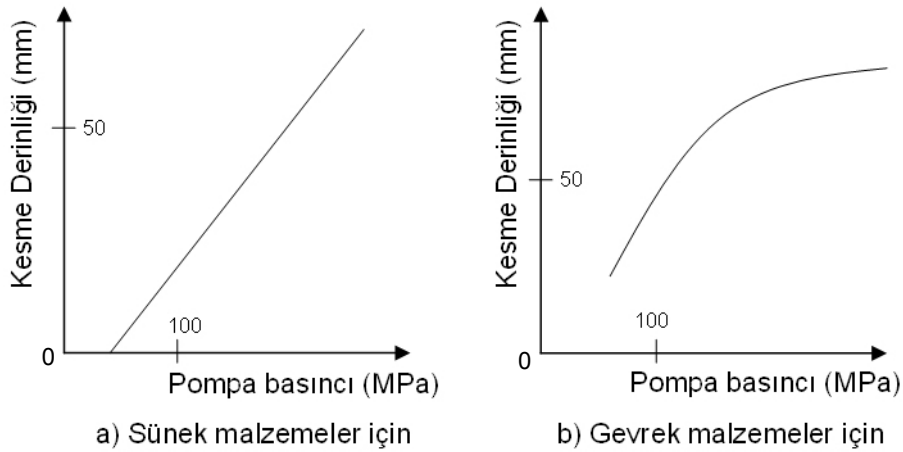 Kesme Derinliği (mm)
50
100
0
Pompa basıncı (MPa)
a) Sünek malzemeler için
Kesme Derinliği (mm)
50
100
0
Pompa basıncı (MPa)
b) Gevrek malzemeler için